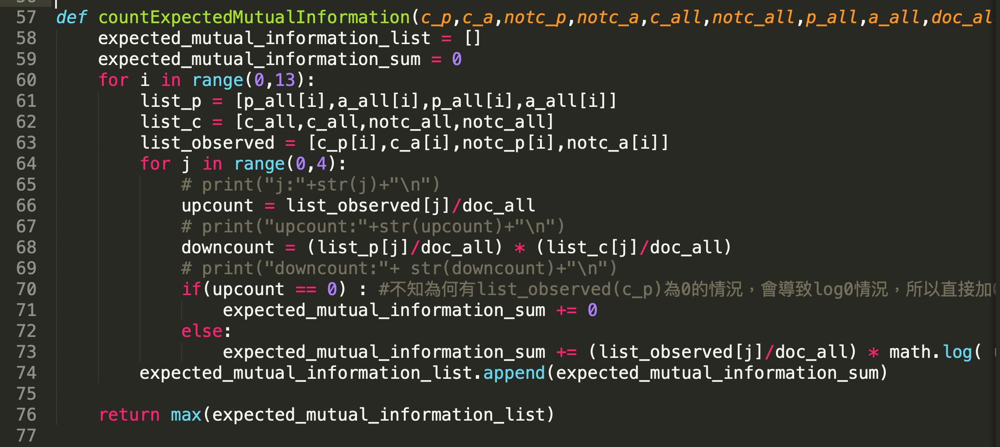 57 def countExpectedMutualInformation(c_p,c_a,notc_p,notc_a,c_all,notc_all,p_all,a_all,doc_al
58 expected_mutual_information_list = []
59 expected_mutual_information_sum = 0
60 for i in range(0,13):
61 list_p = [p_all[i],a_all[i],p_all[i],a_all[i]]
62 list_c = [c_all,c_all,notc_all,notc_all]
63 list_observed = [c_p[i],c_a[i],notc_p[i],notc_a[i]]
64 for j in range(0,4):
65 # print("j:"+str(j)+"\n")
66 upcount = list_observed[j]/doc_all
67 # print("upcount:"+str(upcount)+"\n")
68 downcount = (list_p[j]/doc_all) * (list_c[j]/doc_all)
69 # print("downcount:"+ str(downcount)+"\n")
70 if(upcount == 0) : #不知為何有list_observed(c_p)為0的情況，會導致log0情況，所以直接加
71 expected_mutual_information_sum += 0
72 else:
73 expected_mutual_information_sum += (list_observed[j]/doc_all) * math.log(
74 expected_mutual_information_list.append(expected_mutual_information_sum)
75
76 return max(expected_mutual_information_list)
77